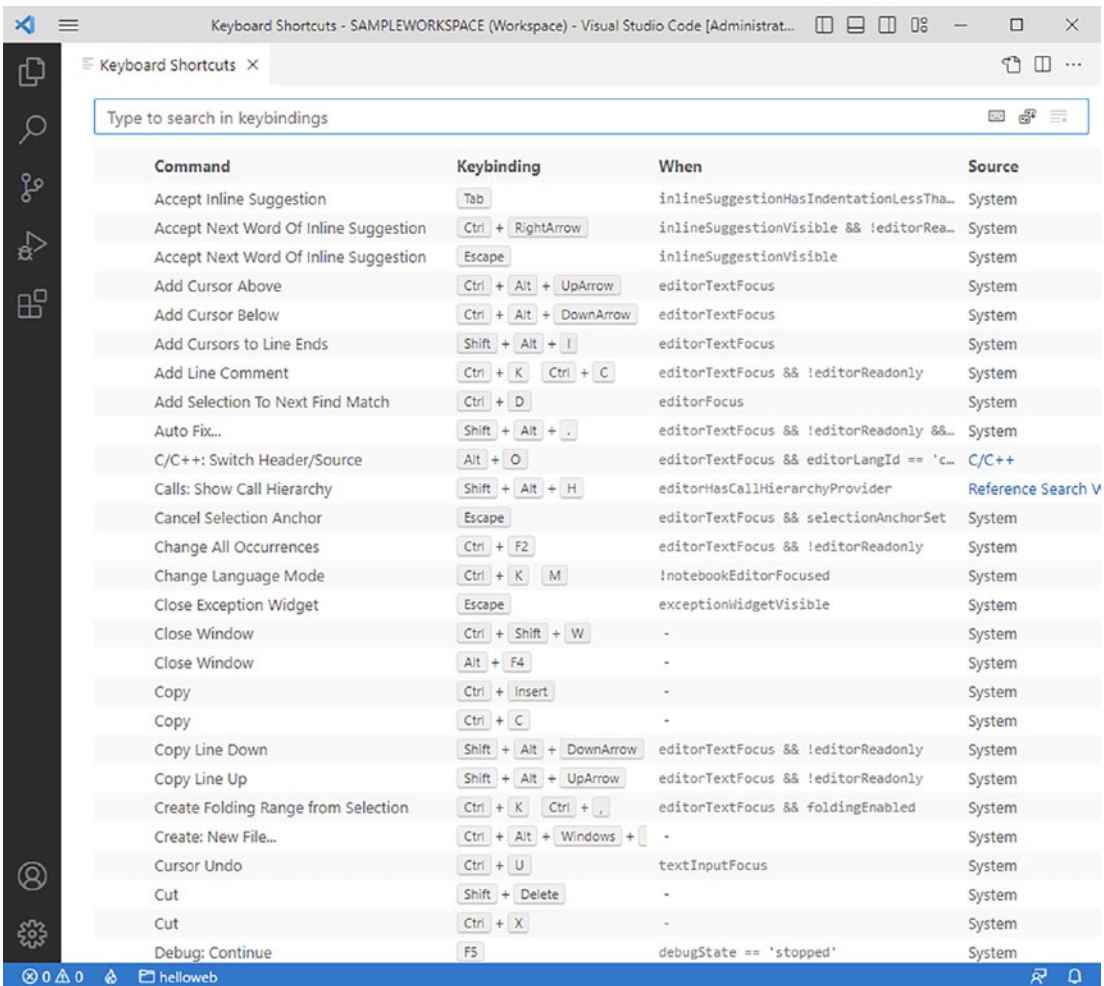 Keyboard Shortcuts - SAMPLEWORKSPACE (Workspace) - Visual Studio Code [Administrat...
Keyboard Shortcuts
Type to search in keybindings
Command Keybinding When Source
Accept Inline Suggestion Tab inlineSuggestionHasIndentationLessTha... System
Accept Next Word Of Inline Suggestion Ctrl + RightArrow inlineSuggestionVisible && !editorRea... System
Accept Next Word Of Inline Suggestion Escape inlineSuggestionVisible System
Add Cursor Above Ctrl + Alt + UpArrow editorTextFocus System
Add Cursor Below Ctrl + Alt + DownArrow editorTextFocus System
Add Cursors to Line Ends Shift + Alt + I editorTextFocus System
Add Line Comment Ctrl + K Ctrl + C editorTextFocus && !editorReadonly System
Add Selection To Next Find Match Ctrl + D editorFocus System
Auto Fix... Shift + Alt + . editorTextFocus && !editorReadonly &&... System
C/C++: Switch Header/Source Alt + O editorTextFocus && editorLangId == 'c... C/C++
Calls: Show Call Hierarchy Shift + Alt + H editorHasCallHierarchyProvider Reference Search V
Cancel Selection Anchor Escape editorTextFocus && selectionAnchorSet System
Change All Occurrences Ctrl + F2 editorTextFocus && !editorReadonly System
Change Language Mode Ctrl + K M !notebookEditorFocused System
Close Exception Widget Escape exceptionWidgetVisible System
Close Window Ctrl + Shift + W - System
Close Window Alt + F4 - System
Copy Ctrl + Insert - System
Copy Ctrl + C - System
Copy Line Down Shift + Alt + DownArrow editorTextFocus && !editorReadonly System
Copy Line Up Shift + Alt + UpArrow editorTextFocus && !editorReadonly System
Create Folding Range from Selection Ctrl + K Ctrl + , editorTextFocus && foldingEnabled System
Create: New File... Ctrl + Alt + Windows + - System
Cursor Undo Ctrl + U textInputFocus System
Cut Shift + Delete - System
Cut Ctrl + X - System
Debug: Continue F5 debugState == 'stopped' System
0 0 helloweb